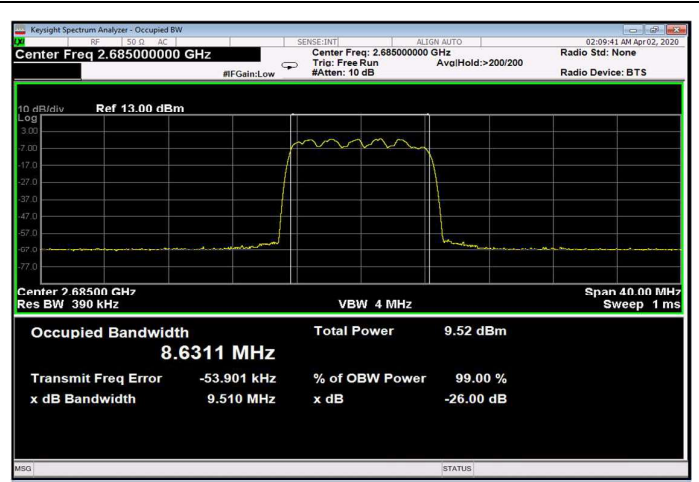 Keysight Spectrum Analyzer - Occupied BW
RF 50 Ω AC SENSE:INT ALIGN AUTO 02:09:41 AM Apr 02, 2020
Center Freq 2.685000000 GHz Center Freq: 2.685000000 GHz Radio Std: None
Trig: Free Run Avg|Hold:>200/200
#IFGain:Low #Atten: 10 dB Radio Device: BTS
10 dB/div Ref 13.00 dBm
Log
3.00
-7.00
-17.0
-27.0
-37.0
-47.0
-57.0
-67.0
-77.0
Center 2.68500 GHz Span 40.00 MHz
Res BW 390 kHz VBW 4 MHz Sweep 1 ms
Occupied Bandwidth Total Power 9.52 dBm
8.6311 MHz
Transmit Freq Error -53.901 kHz % of OBW Power 99.00 %
x dB Bandwidth 9.510 MHz x dB -26.00 dB
MSG STATUS